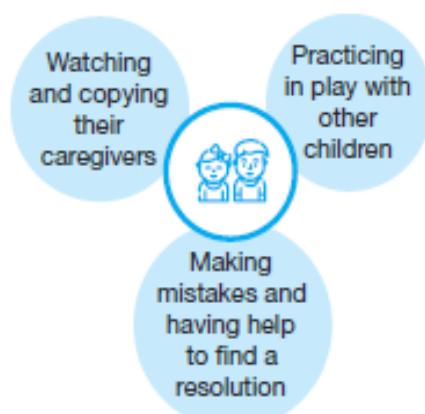 Watching
and copying
their
caregivers
Practicing
in play with
other
children
Making
mistakes and
having help
to find a
resolution